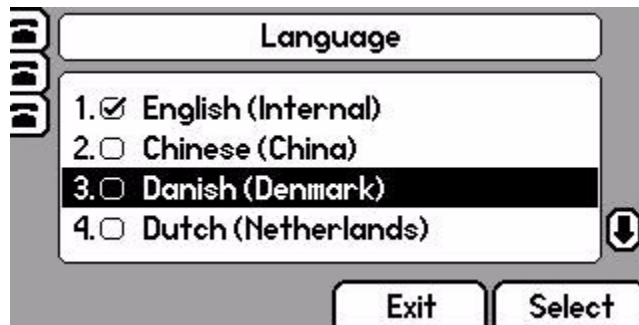 Language
1. English (Internal)
2. Chinese (China)
3. Danish (Denmark)
4. Dutch (Netherlands)
Exit Select